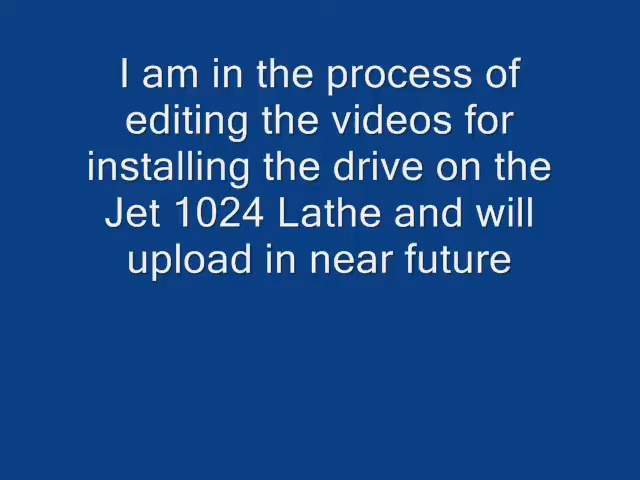 I am in the process of
editing the videos for
installing the drive on the
Jet 1024 Lathe and will
upload in near future